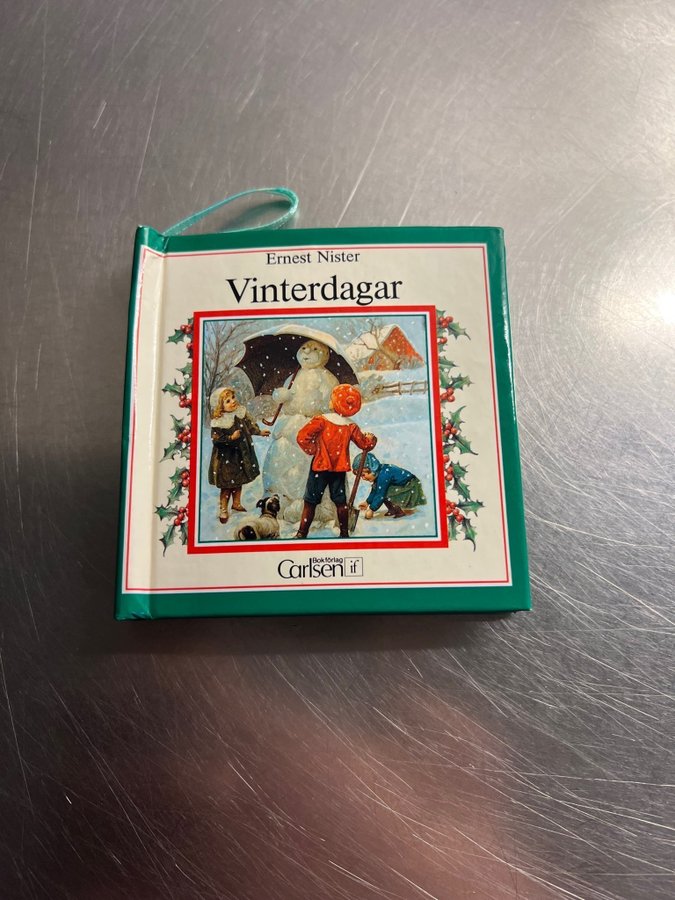 Ernest Nister
Vinterdagar
Bokförlag
Carlsen if